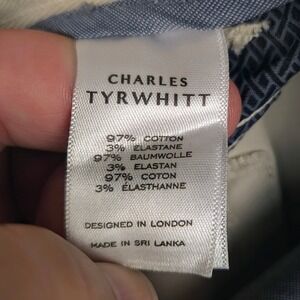 CHARLES
TYRWHITT
97% COTTON
3% ELASTANE
97% BAUMWOLLE
3% ELASTAN
97% COTON
3% ÉLASTHANNE
DESIGNED IN LONDON
MADE IN SRI LANKA